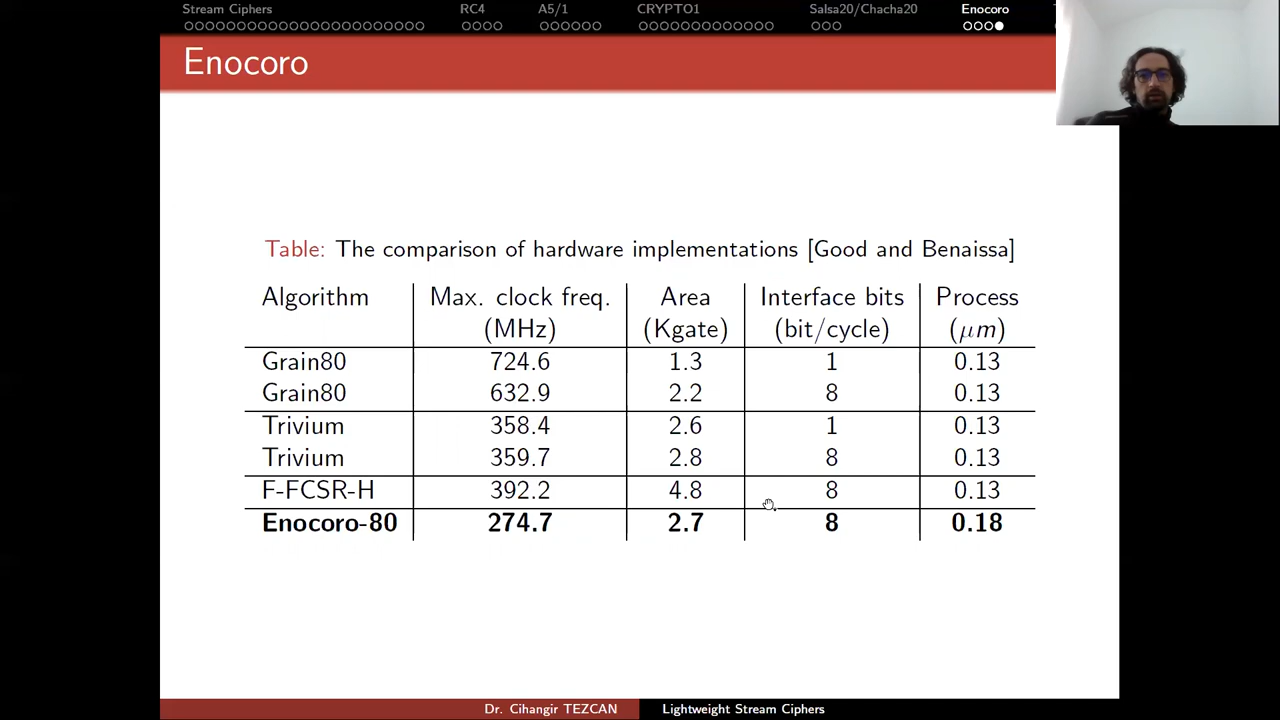 Stream Ciphers RC4 A5/1 CRYPTO1 Salsa20/Chacha20 Enocoro
Enocoro
Table: The comparison of hardware implementations [Good and Benaissa]
Algorithm Max. clock freq. Area Interface bits Process
(MHz) (Kgate) (bit/cycle) (μm)
Grain80 724.6 1.3 1 0.13
Grain80 632.9 2.2 8 0.13
Trivium 358.4 2.6 1 0.13
Trivium 359.7 2.8 8 0.13
F-FCSR-H 392.2 4.8 8 0.13
Enocoro-80 274.7 2.7 8 0.18
Dr. Cihangir TEZCAN Lightweight Stream Ciphers